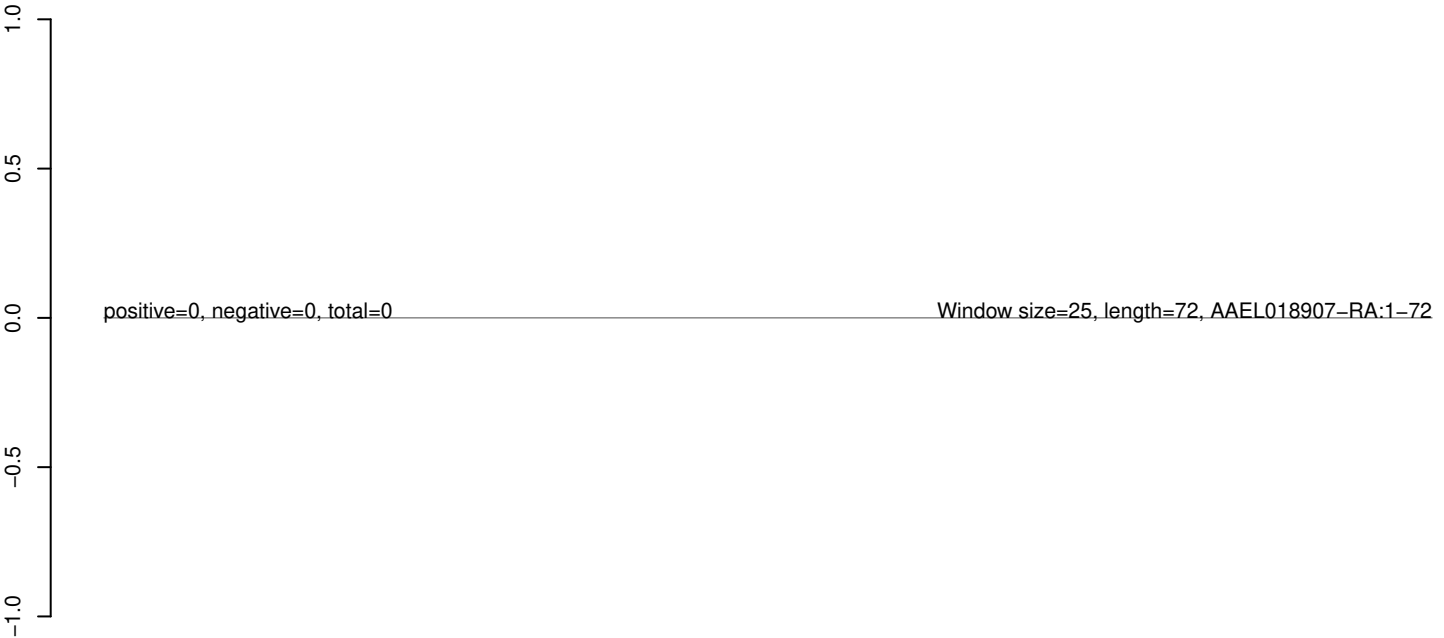 1.0
0.5
0.0
−0.5
−1.0
positive=0, negative=0, total=0
Window size=25, length=72, AAEL018907−RA:1−72